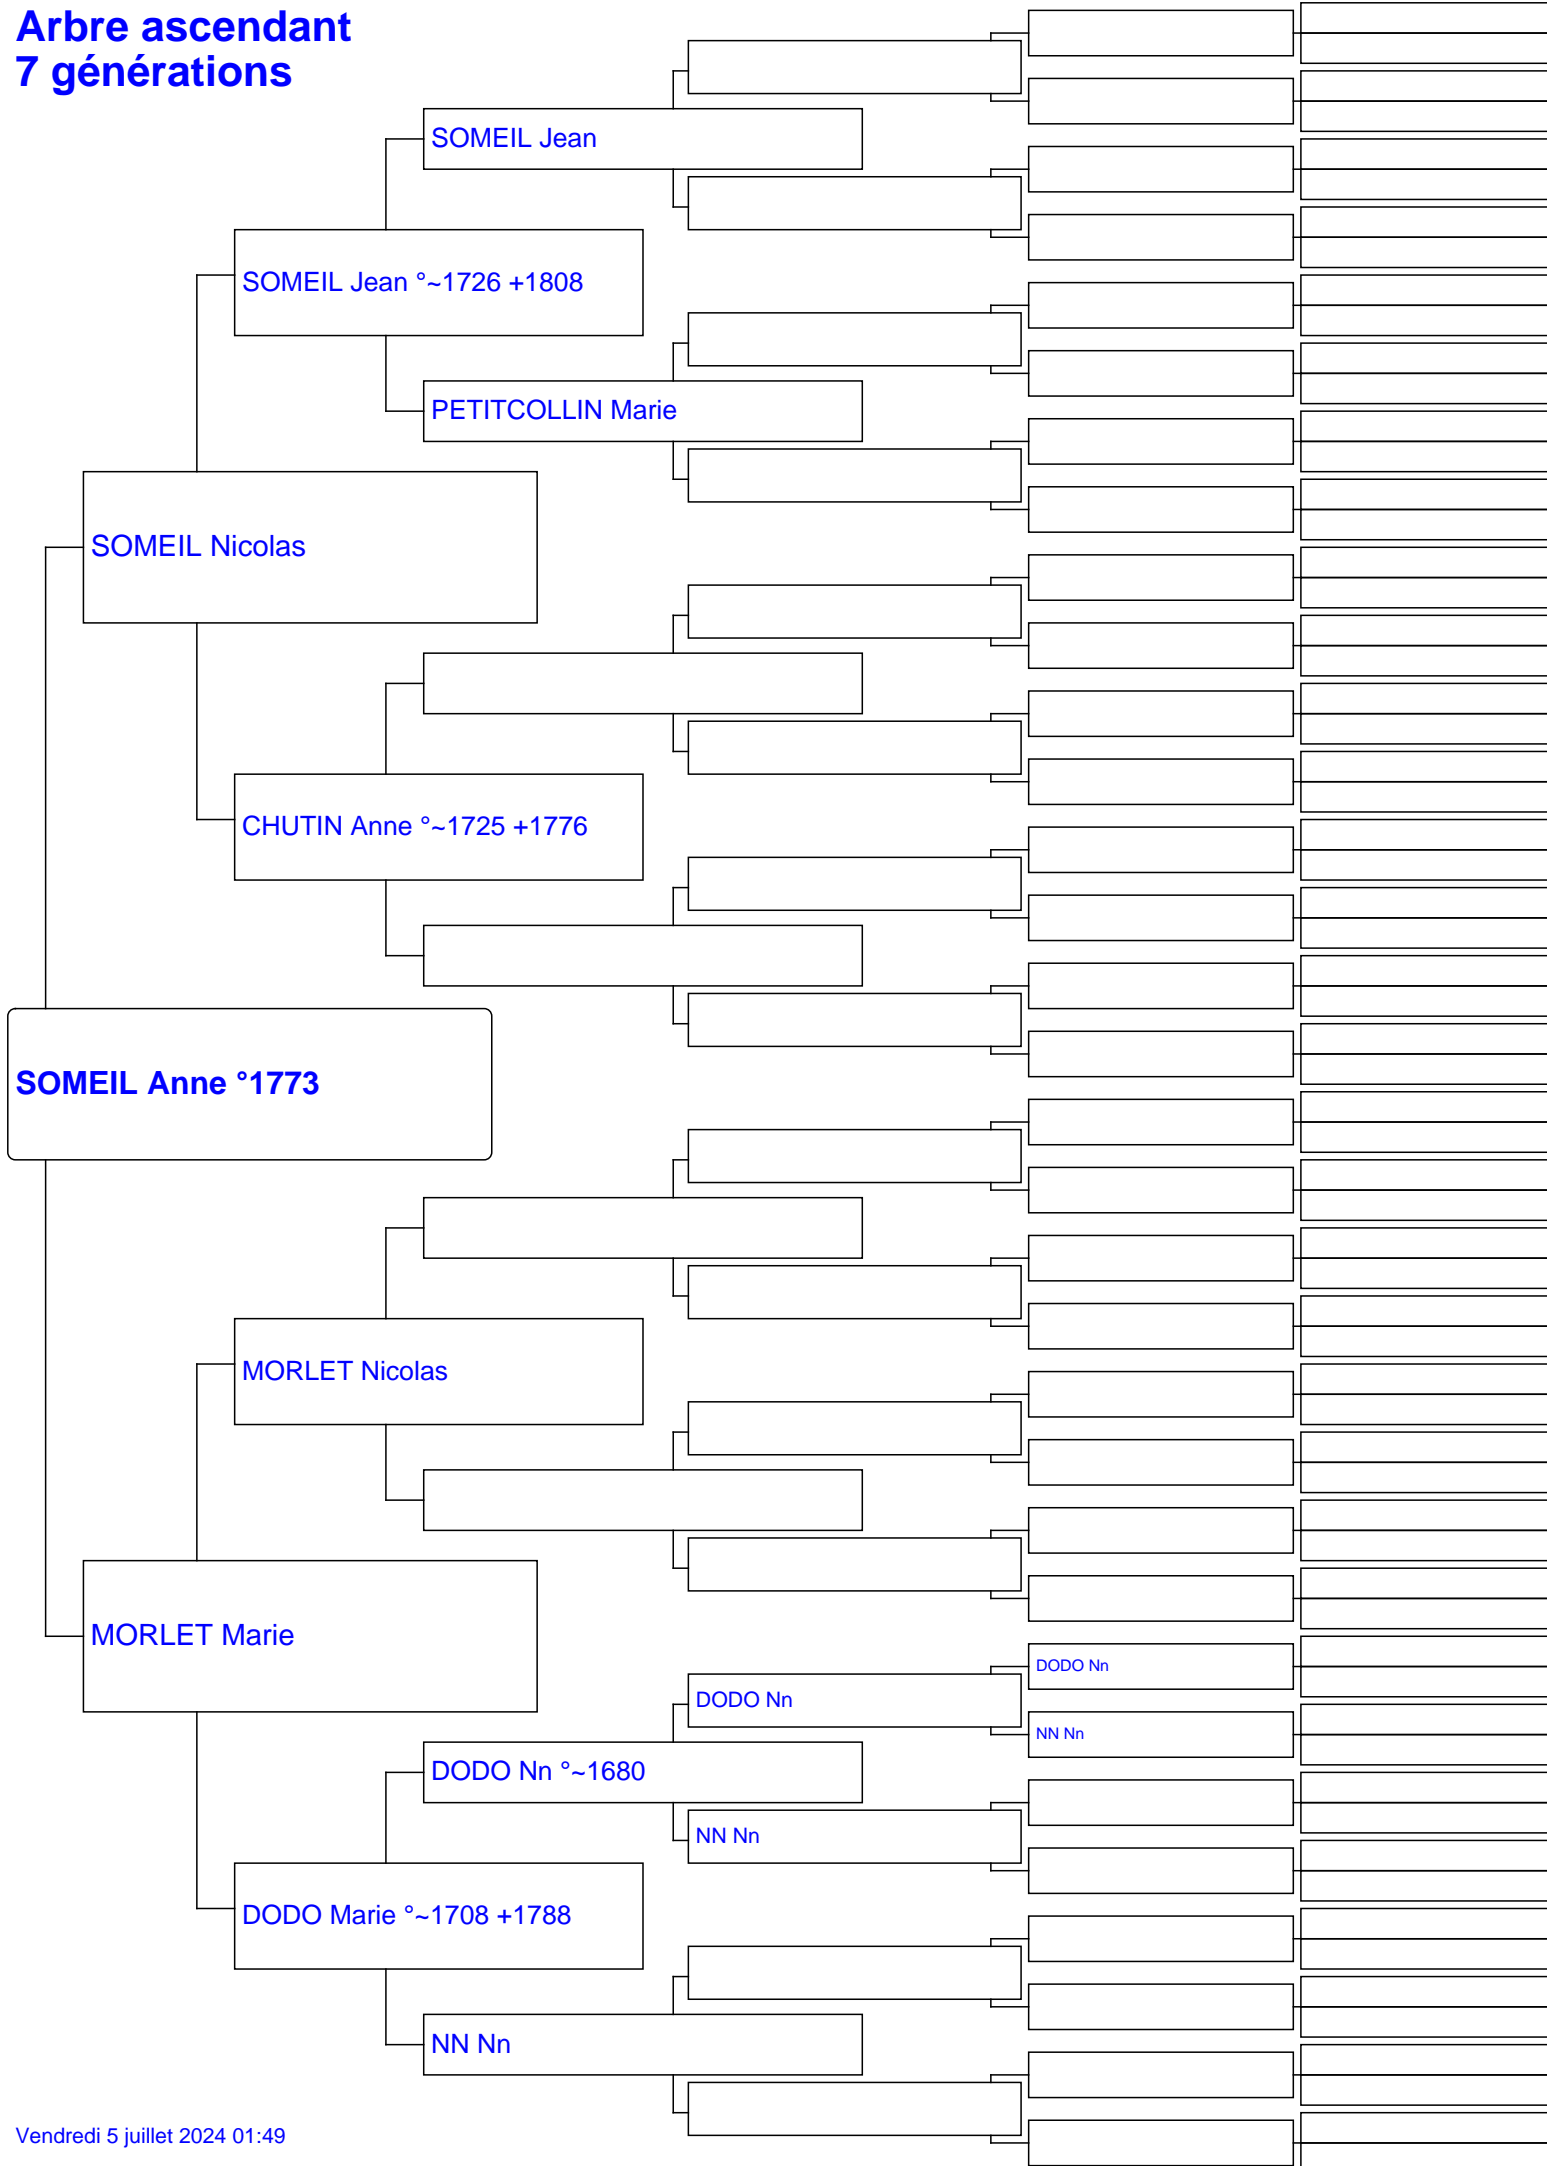 Arbre ascendant
7 générations
SOMEIL Jean
SOMEIL Jean °~1726 +1808
PETITCOLLIN Marie
SOMEIL Nicolas
CHUTIN Anne °~1725 +1776
SOMEIL Anne °1773
MORLET Nicolas
MORLET Marie
DODO Nn
DODO Nn
NN Nn
DODO Nn °~1680
NN Nn
DODO Marie °~1708 +1788
NN Nn
Vendredi 5 juillet 2024 01:49